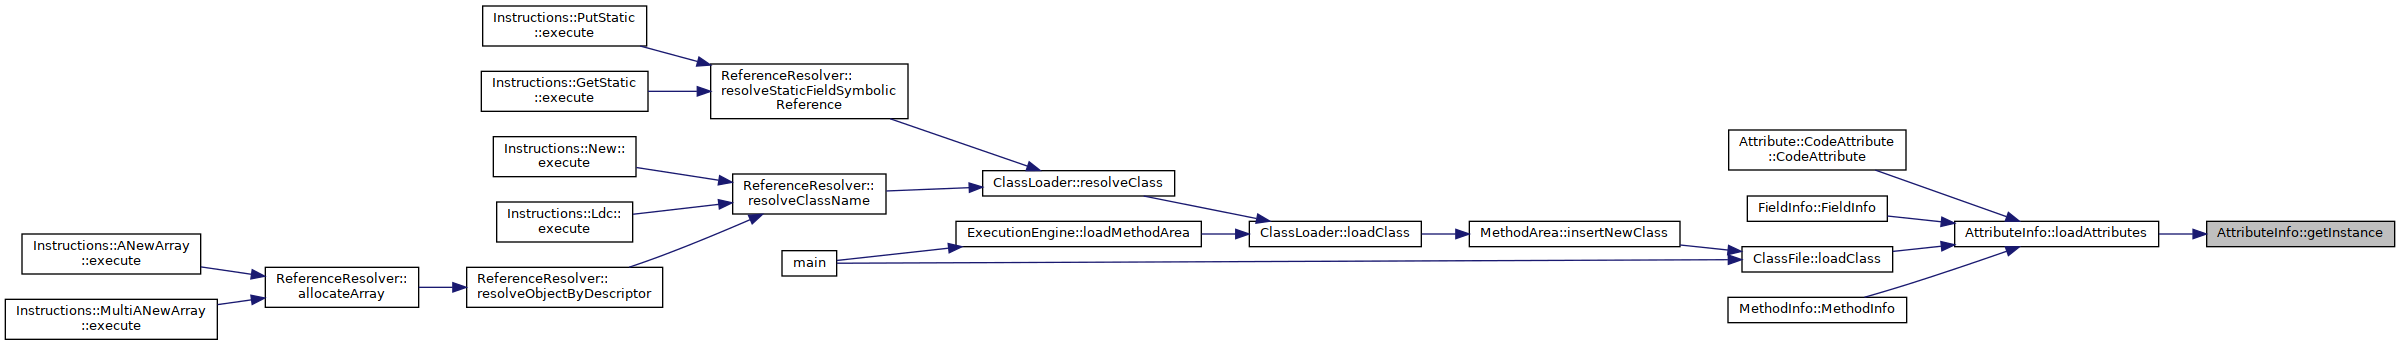 Instructions::PutStatic
::execute
Instructions::GetStatic
::execute
ReferenceResolver::
resolveStaticFieldSymbolic
Reference
Instructions::New::
execute
Instructions::Ldc::
execute
ReferenceResolver::
resolveClassName
ClassLoader::resolveClass
Instructions::ANewArray
::execute
Instructions::MultiANewArray
::execute
ReferenceResolver::
allocateArray
ReferenceResolver::
resolveObjectByDescriptor
main
ExecutionEngine::loadMethodArea
ClassLoader::loadClass
MethodArea::insertNewClass
Attribute::CodeAttribute
::CodeAttribute
FieldInfo::FieldInfo
ClassFile::loadClass
MethodInfo::MethodInfo
AttributeInfo::loadAttributes
AttributeInfo::getInstance